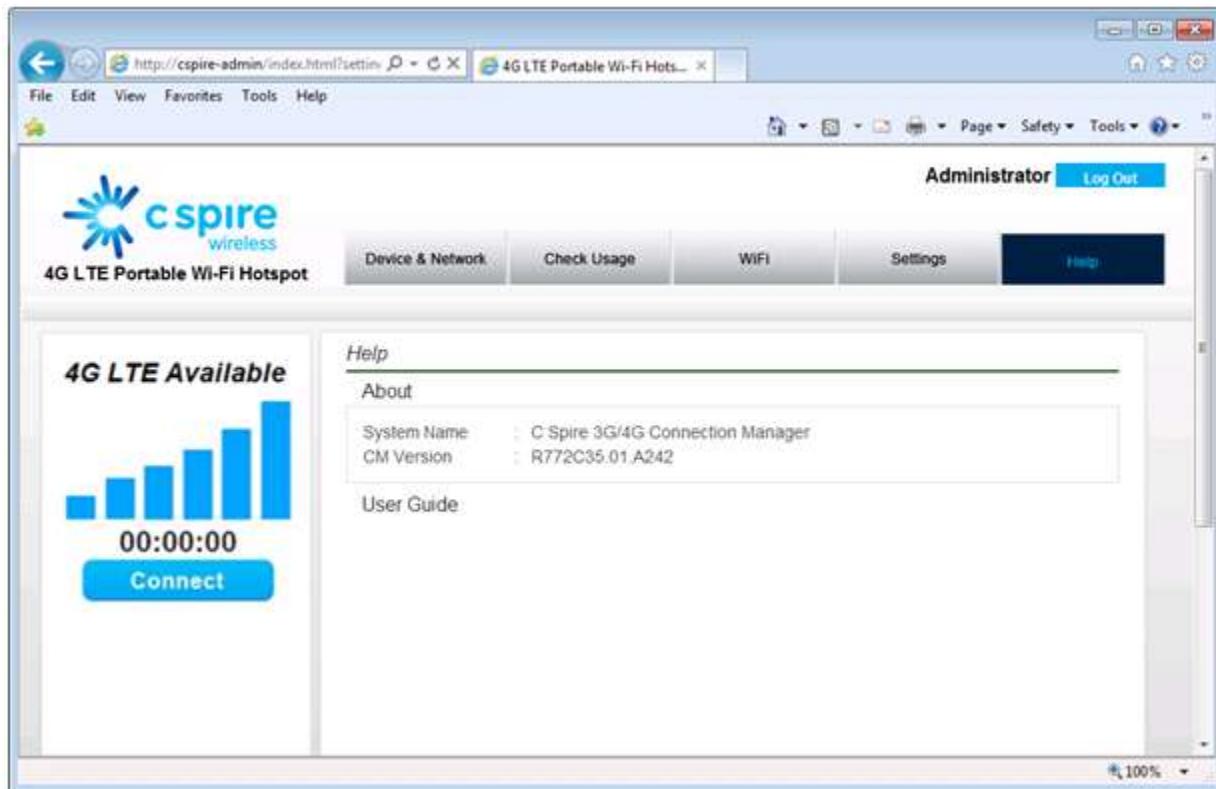 http://cspire-admin/index.html?settin
4G LTE Portable Wi-Fi Hots...
File Edit View Favorites Tools Help
Page Safety Tools
Administrator Log Out
c spire
wireless
4G LTE Portable Wi-Fi Hotspot
Device & Network Check Usage WiFi Settings Help
4G LTE Available
00:00:00
Connect
Help
About
System Name : C Spire 3G/4G Connection Manager
CM Version : R772C35.01.A242
User Guide
100%